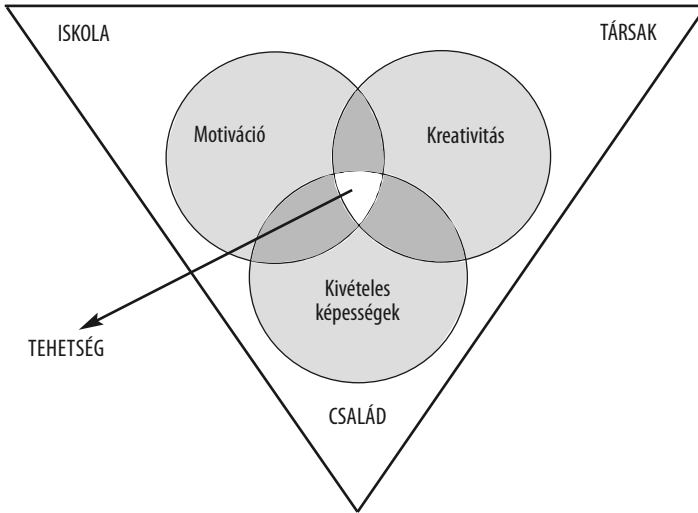 ISKOLA
TÁRSAK
Motiváció
Kreativitás
Kivételes
képességek
TEHETSÉG
CSALÁD